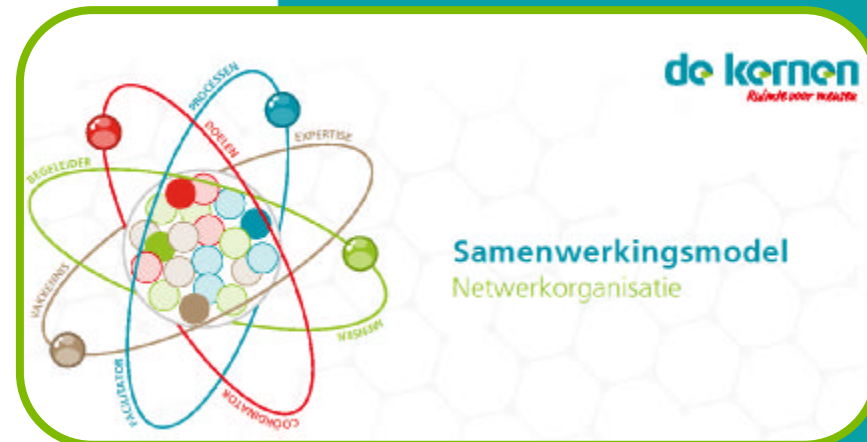 PROCESSEN
DOELEN
EXPERTISE
BEGELEIDER
VAKKENNIS
MENSEN
FACILITATOR
COÖRDINATOR
de kernen
Ruimte voor mensen
Samenwerkingsmodel
Netwerkorganisatie